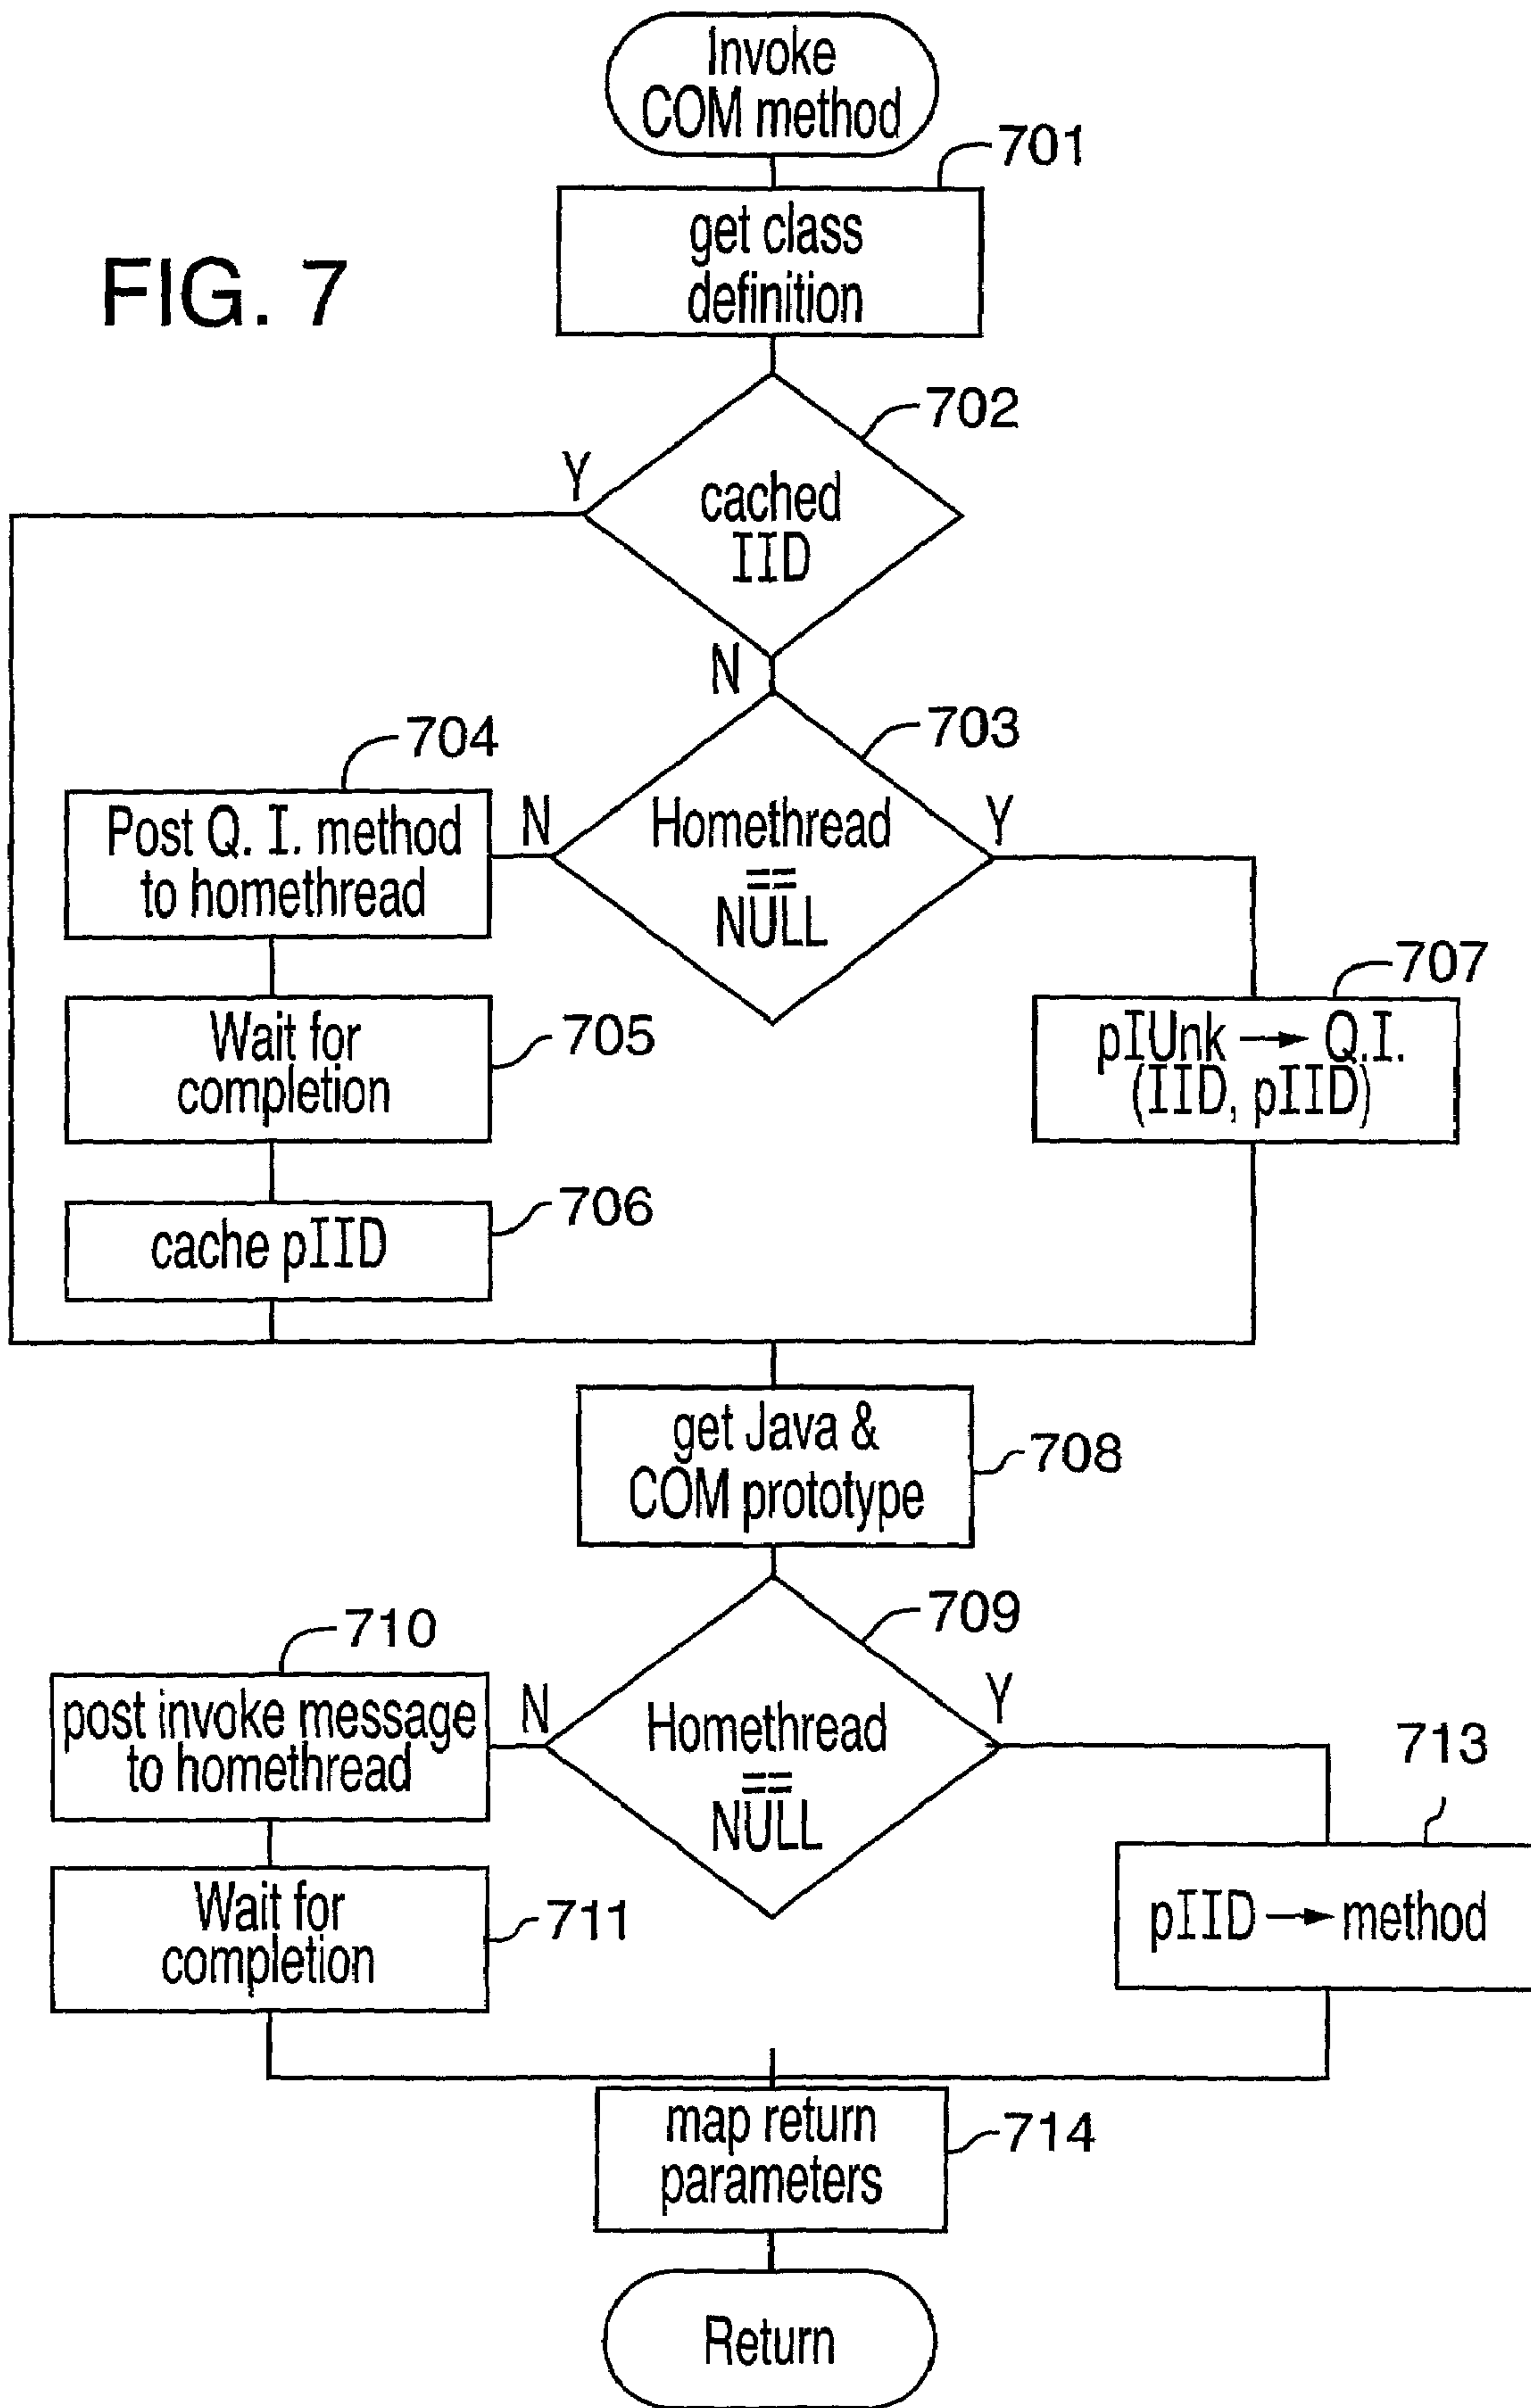 Invoke
COM method
701
get class
definition
FIG. 7
702
Y
cached
IID
N
703
704
Post Q. I. method
to homethread
N
Homethread
==
NULL
Y
707
pIUnk → Q.I.
(IID, pIID)
Wait for
completion
705
cache pIID
706
get Java &
COM prototype
708
709
710
post invoke message
to homethread
N
Homethread
==
NULL
Y
713
pIID → method
Wait for
completion
711
map return
parameters
714
Return